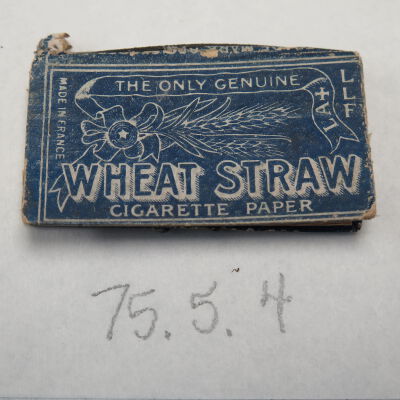 THE ONLY GENUINE
LA+
LLF
MADE IN FRANCE
WHEAT STRAW
CIGARETTE PAPER
75.5.4